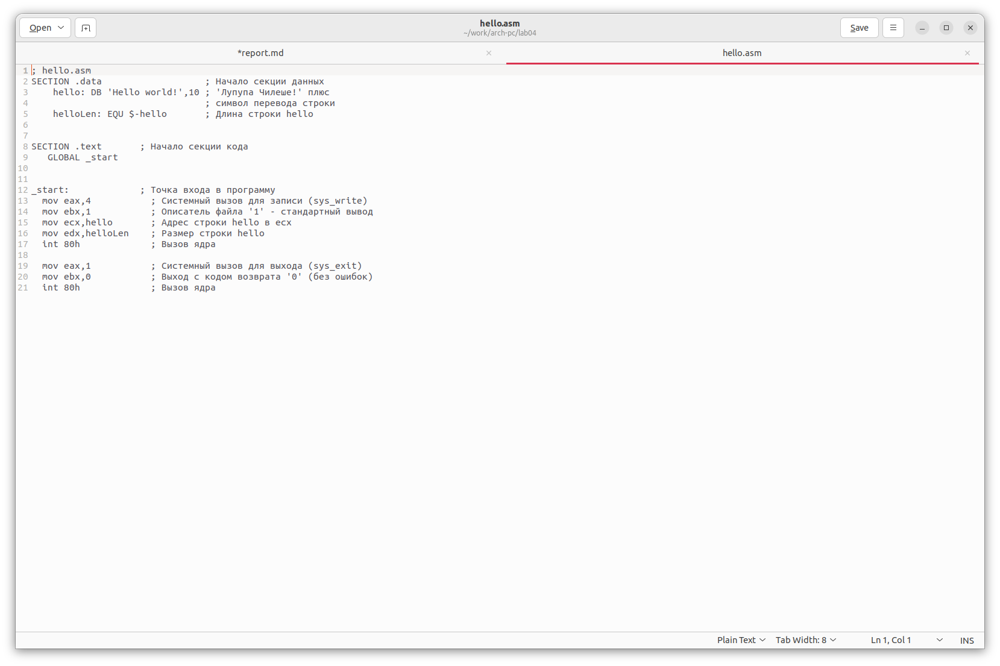 Open
hello.asm
~/work/arch-pc/lab04
Save
*report.md
hello.asm
1 ; hello.asm
2 SECTION .data                   ; Начало секции данных
3     hello: DB 'Hello world!',10 ; 'Лупупа Чилеше!' плюс
4                                 ; символ перевода строки
5     helloLen: EQU $-hello       ; Длина строки hello
6
7
8 SECTION .text       ; Начало секции кода
9    GLOBAL _start
10
11
12 _start:             ; Точка входа в программу
13   mov eax,4           ; Системный вызов для записи (sys_write)
14   mov ebx,1           ; Описатель файла '1' - стандартный вывод
15   mov ecx,hello       ; Адрес строки hello в ecx
16   mov edx,helloLen    ; Размер строки hello
17   int 80h             ; Вызов ядра
18
19   mov eax,1           ; Системный вызов для выхода (sys_exit)
20   mov ebx,0           ; Выход с кодом возврата '0' (без ошибок)
21   int 80h             ; Вызов ядра
Plain Text
Tab Width: 8
Ln 1, Col 1
INS